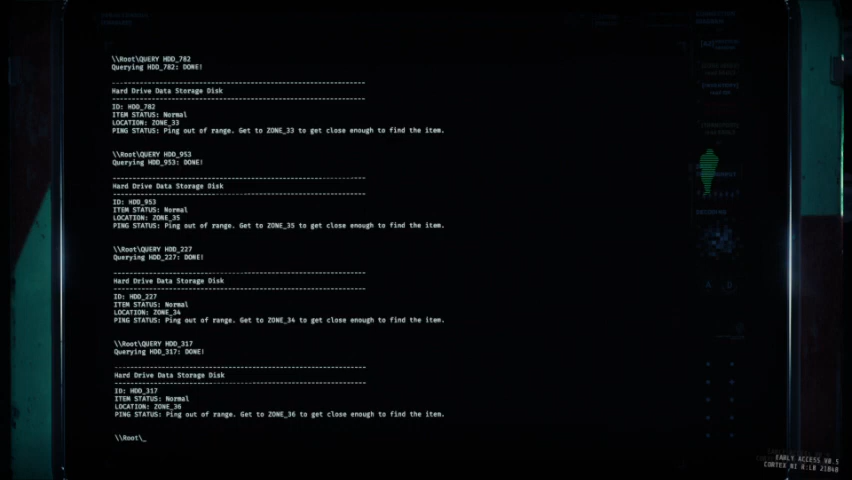 \\Root\QUERY HDD_782
Querying HDD_782: DONE!
Hard Drive Data Storage Disk
ID: HDD_782
ITEM STATUS: Normal
LOCATION: ZONE_33
PING STATUS: Ping out of range. Get to ZONE_33 to get close enough to find the item.
\\Root\QUERY HDD_953
Querying HDD_953: DONE!
Hard Drive Data Storage Disk
ID: HDD_953
ITEM STATUS: Normal
LOCATION: ZONE_35
PING STATUS: Ping out of range. Get to ZONE_35 to get close enough to find the item.
\\Root\QUERY HDD_227
Querying HDD_227: DONE!
Hard Drive Data Storage Disk
ID: HDD_227
ITEM STATUS: Normal
LOCATION: ZONE_34
PING STATUS: Ping out of range. Get to ZONE_34 to get close enough to find the item.
\\Root\QUERY HDD_317
Querying HDD_317: DONE!
Hard Drive Data Storage Disk
ID: HDD_317
ITEM STATUS: Normal
LOCATION: ZONE_36
PING STATUS: Ping out of range. Get to ZONE_36 to get close enough to find the item.
\\Root\_
A D
EARLY ACCESS V0.5